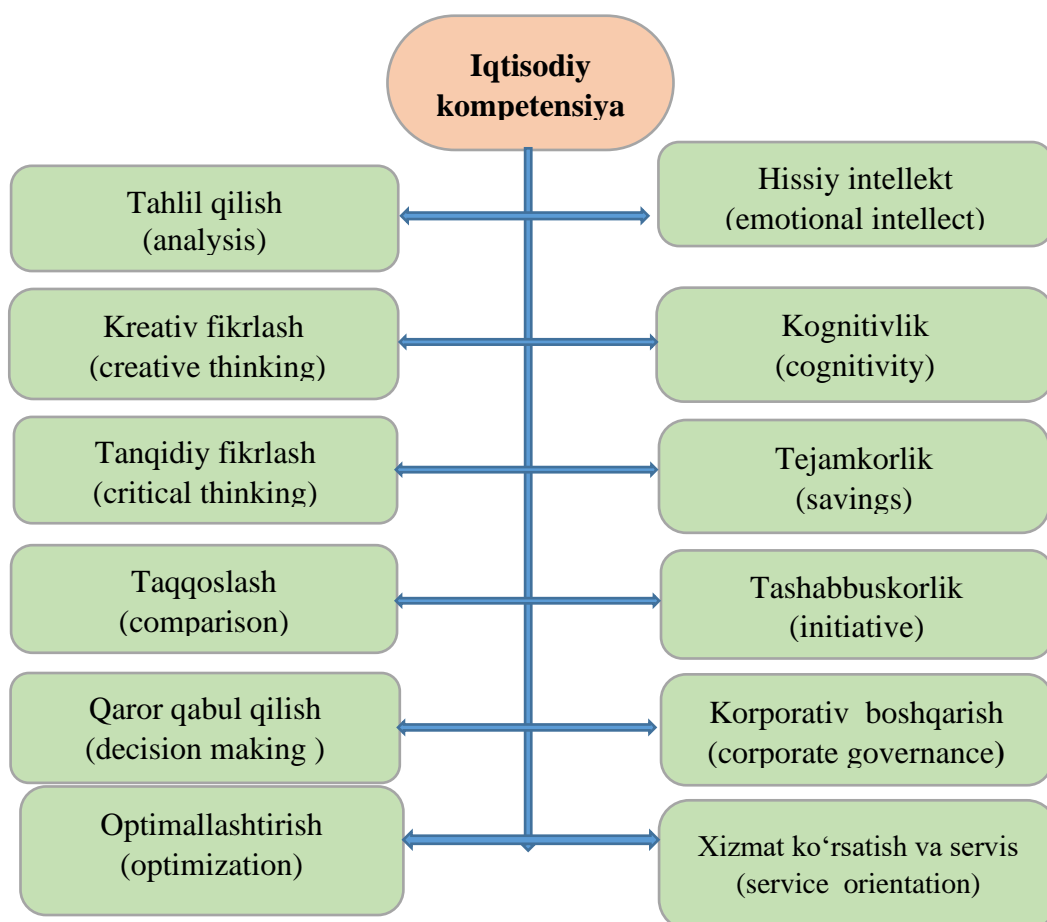 Iqtisodiy
kompetensiya
Tahlil qilish
(analysis)
Hissiy intellekt
(emotional intellect)
Kreativ fikrlash
(creative thinking)
Kognitivlik
(cognitivity)
Tanqidiy fikrlash
(critical thinking)
Tejamkorlik
(savings)
Taqqoslash
(comparison)
Tashabbuskorlik
(initiative)
Qaror qabul qilish
(decision making )
Korporativ boshqarish
(corporate governance)
Optimallashtirish
(optimization)
Xizmat ko‘rsatish va servis
(service orientation)